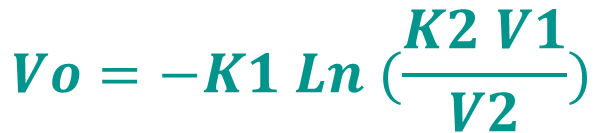 Vo = −K1 Ln (K2 V1 / V2)